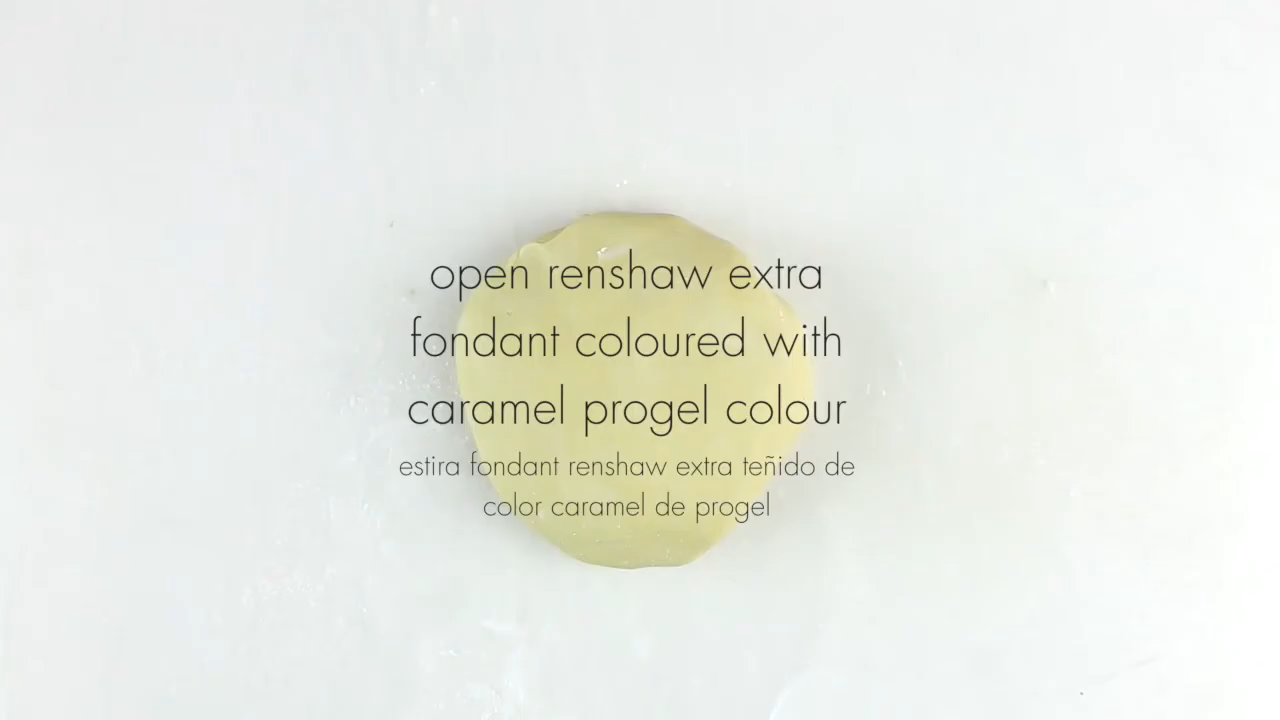 open renshaw extra
fondant coloured with
caramel progel colour
estira fondant renshaw extra teñido de
color caramel de progel